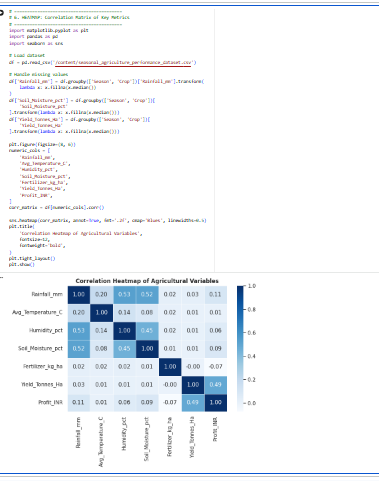 # ========================================
# 6. HEATMAP: Correlation Matrix of Key Metrics
# ========================================
import matplotlib.pyplot as plt
import pandas as pd
import seaborn as sns
# Load dataset
df = pd.read_csv('/content/seasonal_agriculture_performance_dataset.csv')
# Handle missing values
df['Rainfall_mm'] = df.groupby(['Season', 'Crop'])['Rainfall_mm'].transform(
lambda x: x.fillna(x.median())
)
df['Soil_Moisture_pct'] = df.groupby(['Season', 'Crop'])[
'Soil_Moisture_pct'
].transform(lambda x: x.fillna(x.median()))
df['Yield_Tonnes_Ha'] = df.groupby(['Season', 'Crop'])[
'Yield_Tonnes_Ha'
].transform(lambda x: x.fillna(x.median()))
plt.figure(figsize=(8, 6))
numeric_cols = [
'Rainfall_mm',
'Avg_Temperature_C',
'Humidity_pct',
'Soil_Moisture_pct',
'Fertilizer_kg_ha',
'Yield_Tonnes_Ha',
'Profit_INR',
]
corr_matrix = df[numeric_cols].corr()
sns.heatmap(corr_matrix, annot=True, fmt='.2f', cmap='Blues', linewidths=0.5)
plt.title(
'Correlation Heatmap of Agricultural Variables',
fontsize=12,
fontweight='bold',
)
plt.tight_layout()
plt.show()
Correlation Heatmap of Agricultural Variables
Rainfall_mm 1.00 0.20 0.53 0.52 0.02 0.03 0.11
Avg_Temperature_C 0.20 1.00 0.14 0.08 0.02 0.01 0.01
Humidity_pct 0.53 0.14 1.00 0.45 0.02 0.01 0.06
Soil_Moisture_pct 0.52 0.08 0.45 1.00 0.01 0.01 0.09
Fertilizer_kg_ha 0.02 0.02 0.02 0.01 1.00 -0.00 -0.07
Yield_Tonnes_Ha 0.03 0.01 0.01 0.01 -0.00 1.00 0.49
Profit_INR 0.11 0.01 0.06 0.09 -0.07 0.49 1.00
Rainfall_mm
Avg_Temperature_C
Humidity_pct
Soil_Moisture_pct
Fertilizer_kg_ha
Yield_Tonnes_Ha
Profit_INR
1.0
0.8
0.6
0.4
0.2
0.0